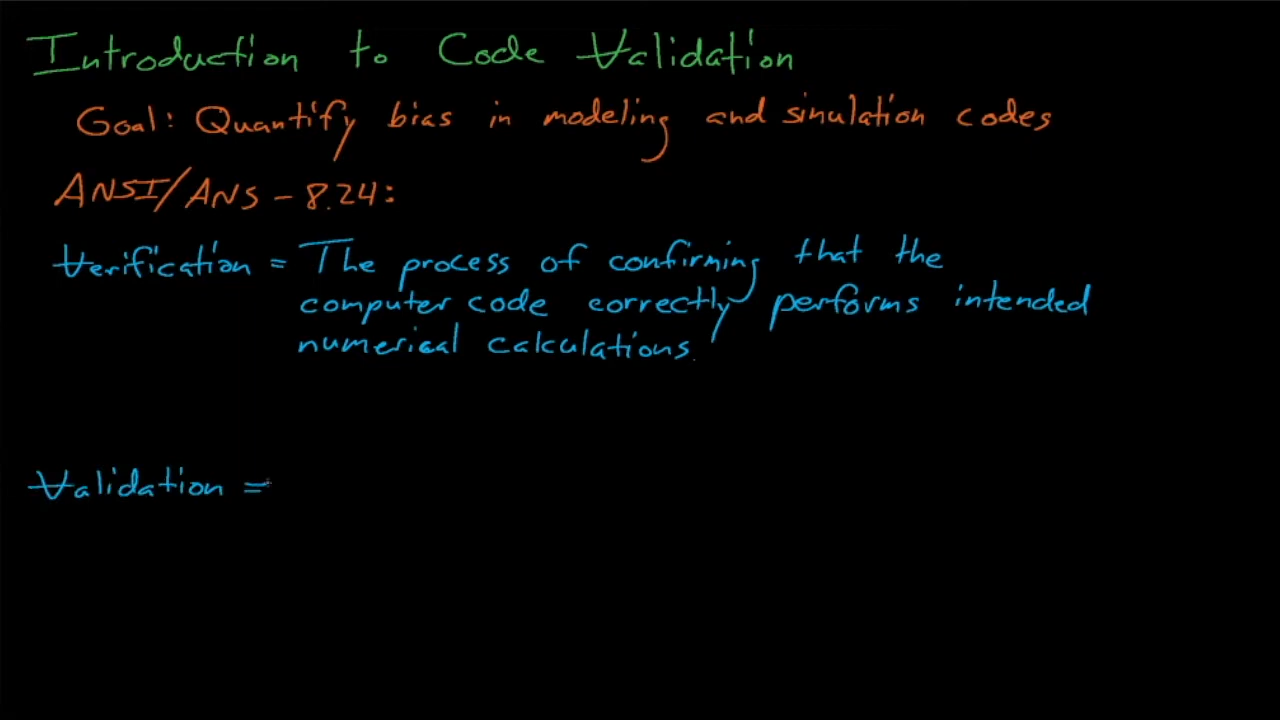 Introduction to Code Validation
Goal: Quantify bias in modeling and simulation codes
ANSI/ANS - 8.24:
Verification = The process of confirming that the
computer code correctly performs intended
numerical calculations.
Validation =